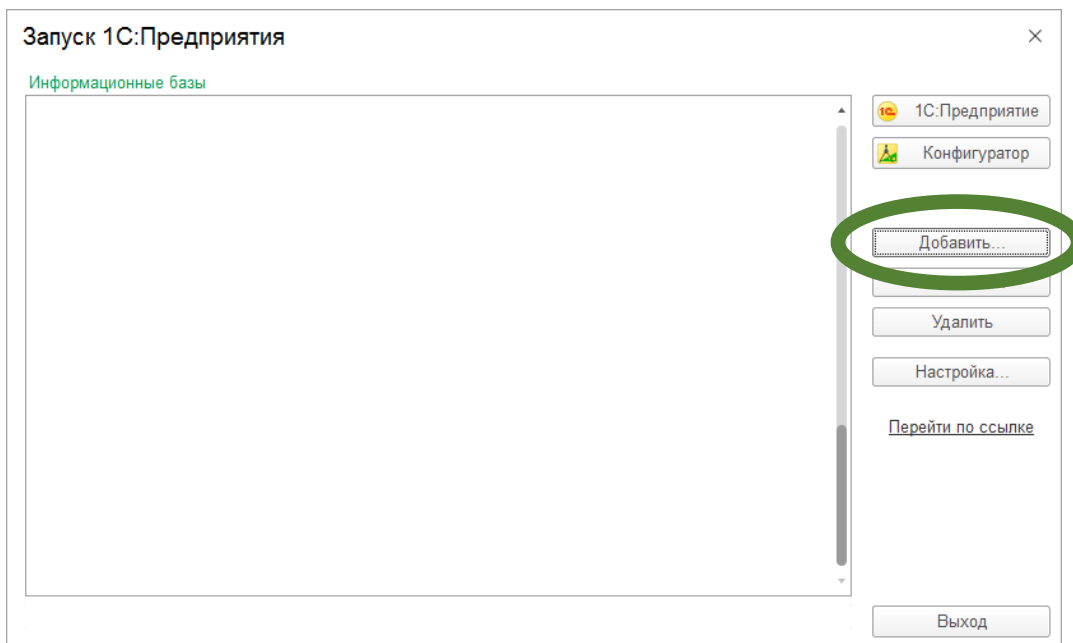 Запуск 1С:Предприятия
Информационные базы
1С:Предприятие
Конфигуратор
Добавить...
Удалить
Настройка...
Перейти по ссылке
Выход